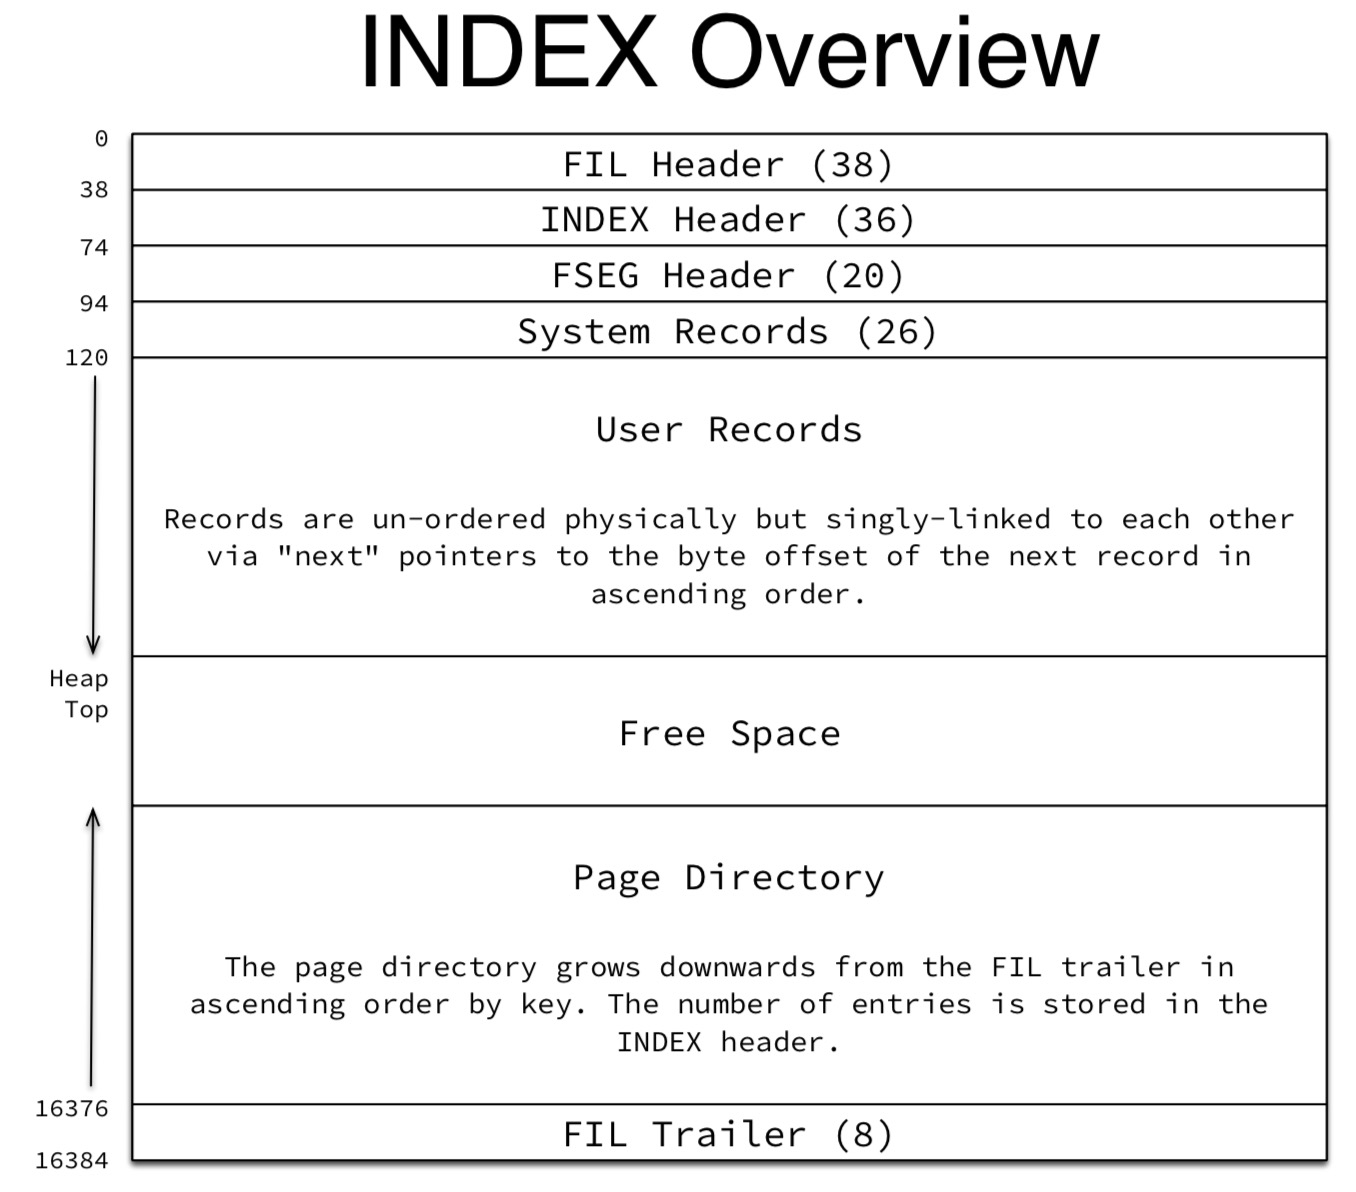 INDEX Overview
0
FIL Header (38)
38
INDEX Header (36)
74
FSEG Header (20)
94
System Records (26)
120
User Records
Records are un-ordered physically but singly-linked to each other
via "next" pointers to the byte offset of the next record in
ascending order.
Heap
Top
Free Space
Page Directory
The page directory grows downwards from the FIL trailer in
ascending order by key. The number of entries is stored in the
INDEX header.
16376
FIL Trailer (8)
16384